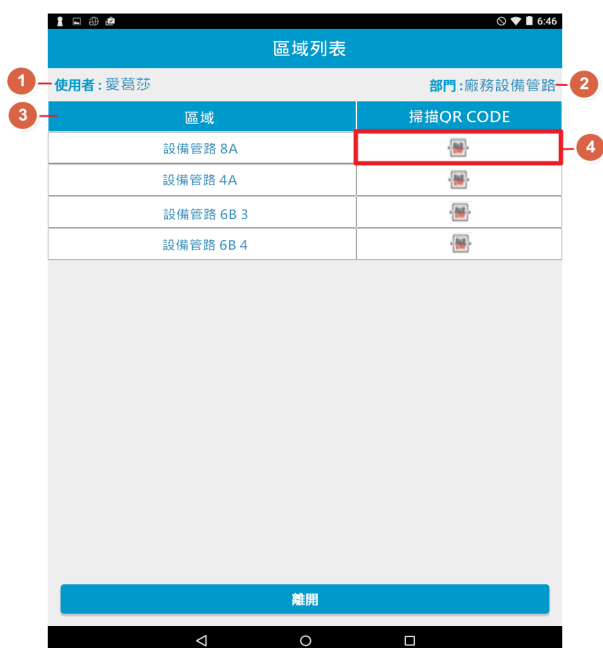 6:46
區域列表
1 使用者 : 愛葛莎 部門 :廠務設備管路 2
3 區域 掃描QR CODE
設備管路 8A 4
設備管路 4A
設備管路 6B 3
設備管路 6B 4
離開